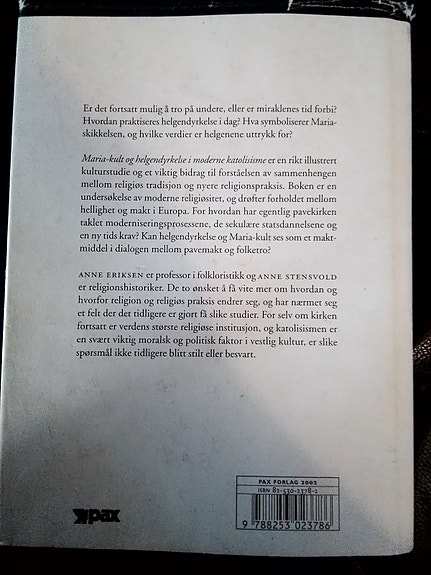 Er det fortsatt mulig å tro på undere, eller er miraklenes tid forbi?
Hvordan praktiseres helgendyrkelse i dag? Hva symboliserer Maria-
skikkelsen, og hvilke verdier er helgenene uttrykk for?
Maria-kult og helgendyrkelse i moderne katolisisme er et rikt illustrert
kulturstudie og et viktig bidrag til forståelsen av sammenhengen
mellom religiøs tradisjon og nyere religionspraksis. Boken er en
undersøkelse av moderne religiøsitet, og drøfter forholdet mellom
hellighet og makt i Europa. For hvordan har egentlig pavekirken
taklet moderniseringsprosessene, de sekulære statsdannelsene og
en ny tids krav? Kan helgendyrkelse og Maria-kult ses som et makt-
middel i dialogen mellom pavemakt og folketro?
ANNE ERIKSEN er professor i folkloristikk og ANNE STENSVOLD
er religionshistoriker. De to ønsket å få vite mer om hvordan og
hvorfor religion og religiøs praksis endrer seg, og har nærmet seg
et felt der det tidligere er gjort få slike studier. For selv om kirken
fortsatt er verdens største religiøse institusjon, og katolisismen er
en svært viktig moralsk og politisk faktor i vestlig kultur, er slike
spørsmål ikke tidligere blitt stilt eller besvart.
PAX FORLAG 2002
ISBN 82-530-2378-2
9 788253 023786
pax